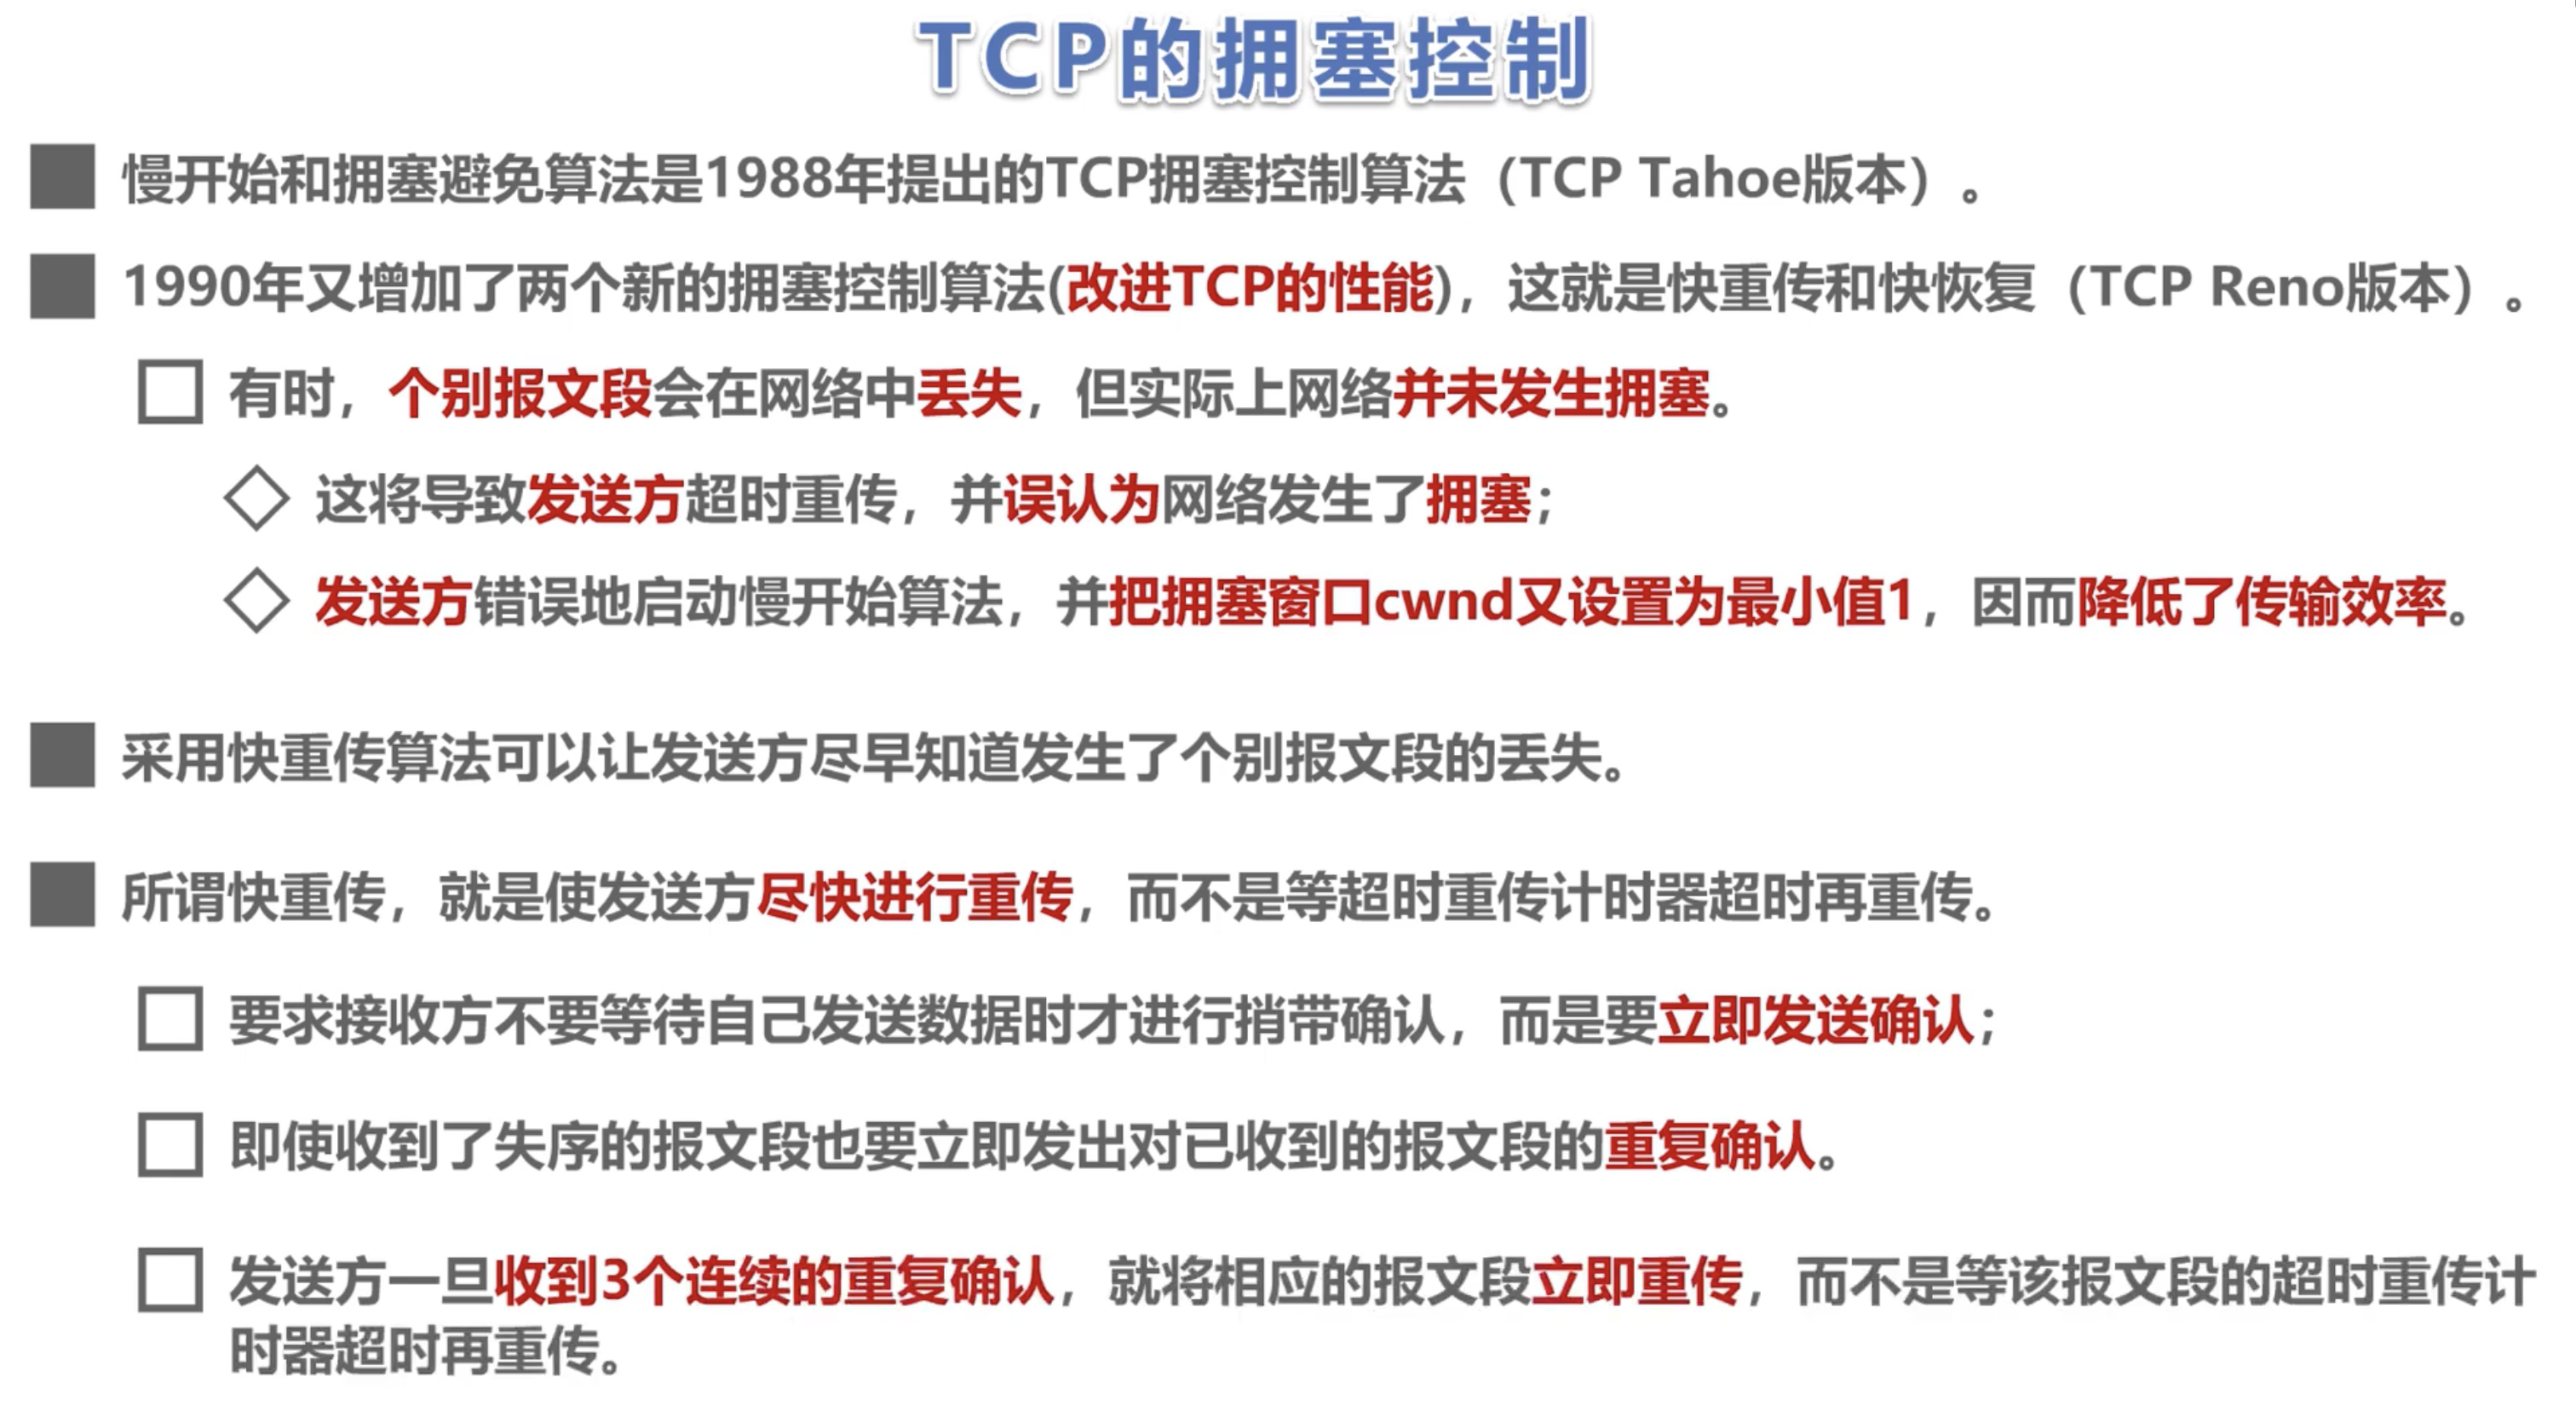 TCP的拥塞控制
慢开始和拥塞避免算法是1988年提出的TCP拥塞控制算法（TCP Tahoe版本）。
1990年又增加了两个新的拥塞控制算法(改进TCP的性能)，这就是快重传和快恢复（TCP Reno版本）。
有时，个别报文段会在网络中丢失，但实际上网络并未发生拥塞。
这将导致发送方超时重传，并误认为网络发生了拥塞；
发送方错误地启动慢开始算法，并把拥塞窗口cwnd又设置为最小值1，因而降低了传输效率。
采用快重传算法可以让发送方尽早知道发生了个别报文段的丢失。
所谓快重传，就是使发送方尽快进行重传，而不是等超时重传计时器超时再重传。
要求接收方不要等待自己发送数据时才进行捎带确认，而是要立即发送确认；
即使收到了失序的报文段也要立即发出对已收到的报文段的重复确认。
发送方一旦收到3个连续的重复确认，就将相应的报文段立即重传，而不是等该报文段的超时重传计
时器超时再重传。